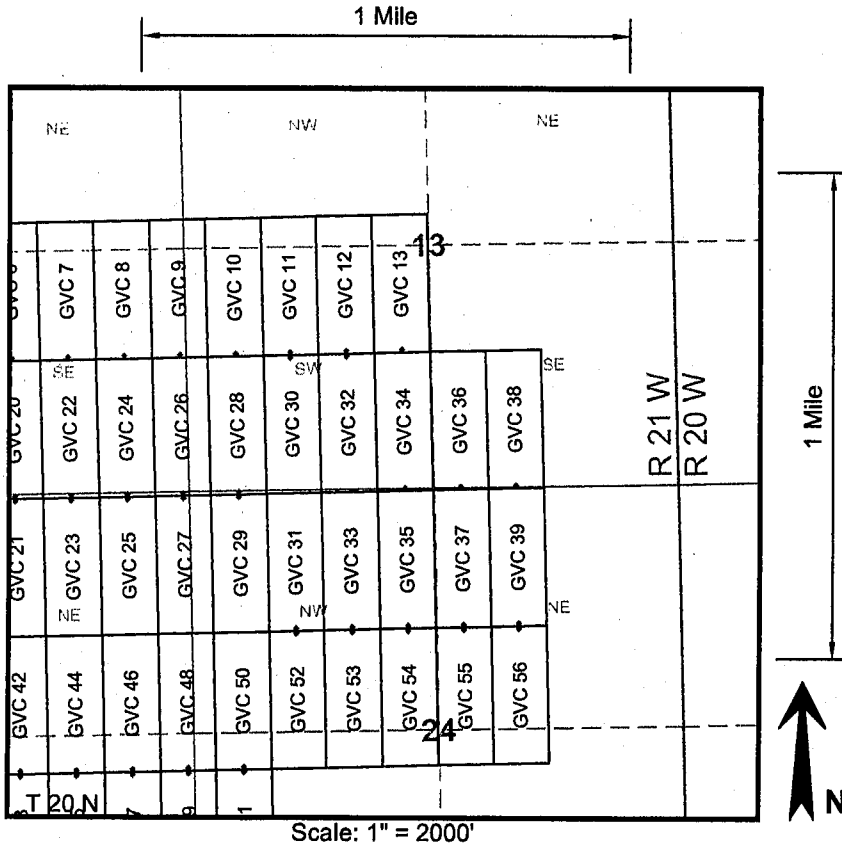 1 Mile
NE NW NE
13
GVC 7 GVC 8 GVC 9 GVC 10 GVC 11 GVC 12 GVC 13
SE SW SE
GVC 20 GVC 22 GVC 24 GVC 26 GVC 28 GVC 30 GVC 32 GVC 34 GVC 36 GVC 38
R 21 W
R 20 W
1 Mile
GVC 21 GVC 23 GVC 25 GVC 27 GVC 29 GVC 31 GVC 33 GVC 35 GVC 37 GVC 39
NE NW NE
GVC 42 GVC 44 GVC 46 GVC 48 GVC 50 GVC 52 GVC 53 GVC 54 GVC 55 GVC 56
24
T 20 N
N
Scale: 1" = 2000'